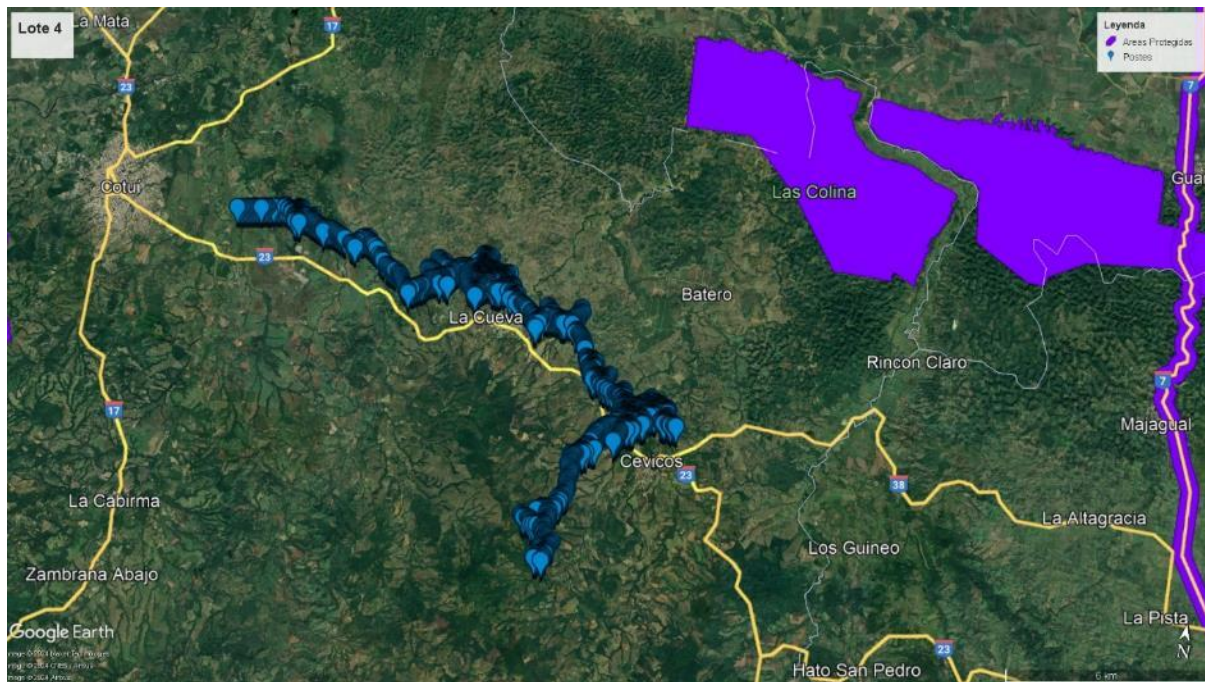 Lote 4
La Mata
17
Leyenda
Areas Protegidas
Postes
23
7
Cotuí
Las Colina
23
Batero
La Cueva
Rincon Claro
7
17
Majagual
Cevicos
23
38
La Cabirma
La Altagracia
Los Guineo
Zambrana Abajo
La Pista
Google Earth
N
23
Hato San Pedro
6 km